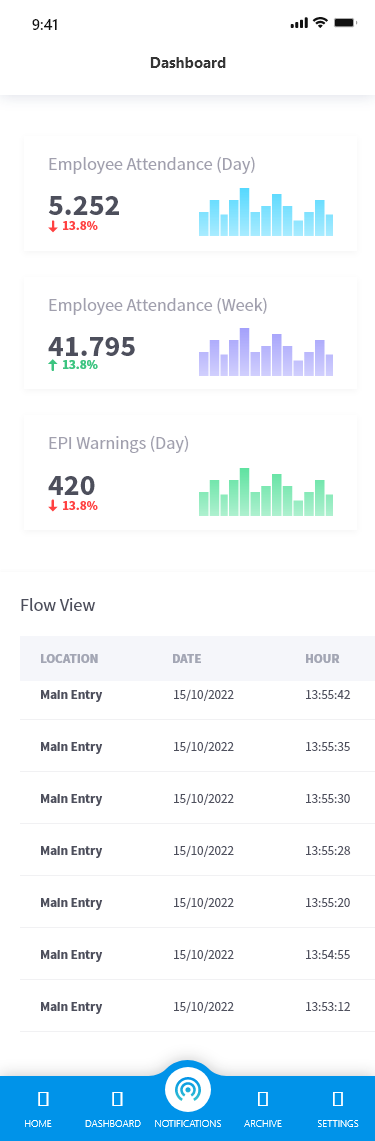 9:41
Dashboard
Employee Attendance (Day)
5.252
13.8%
Employee Attendance (Week)
41.795
13.8%
EPI Warnings (Day)
420
13.8%
Flow View
LOCATION DATE HOUR
Main Entry 15/10/2022 13:55:42
Main Entry 15/10/2022 13:55:35
Main Entry 15/10/2022 13:55:30
Main Entry 15/10/2022 13:55:28
Main Entry 15/10/2022 13:55:20
Main Entry 15/10/2022 13:54:55
Main Entry 15/10/2022 13:53:12
HOME DASHBOARD NOTIFICATIONS ARCHIVE SETTINGS